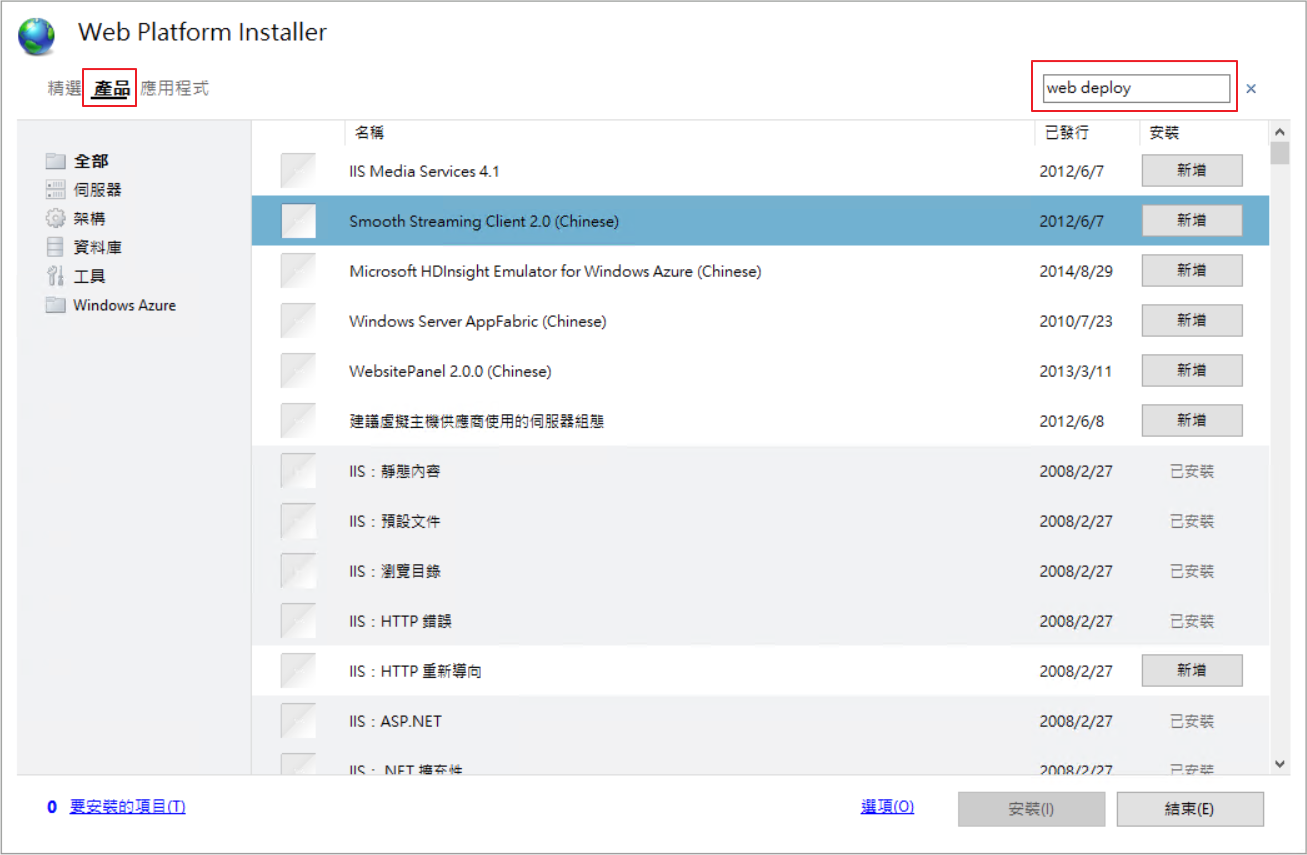 Web Platform Installer
精選 產品 應用程式
web deploy ×
名稱 已發行 安裝
全部
伺服器
架構
資料庫
工具
Windows Azure
IIS Media Services 4.1 2012/6/7 新增
Smooth Streaming Client 2.0 (Chinese) 2012/6/7 新增
Microsoft HDInsight Emulator for Windows Azure (Chinese) 2014/8/29 新增
Windows Server AppFabric (Chinese) 2010/7/23 新增
WebsitePanel 2.0.0 (Chinese) 2013/3/11 新增
建議虛擬主機供應商使用的伺服器組態 2012/6/8 新增
IIS：靜態內容 2008/2/27 已安裝
IIS：預設文件 2008/2/27 已安裝
IIS：瀏覽目錄 2008/2/27 已安裝
IIS：HTTP 錯誤 2008/2/27 已安裝
IIS：HTTP 重新導向 2008/2/27 新增
IIS：ASP.NET 2008/2/27 已安裝
IIS：.NET 擴充性 2008/2/27 已安裝
0 要安裝的項目(T) 選項(O) 安裝(I) 結束(E)